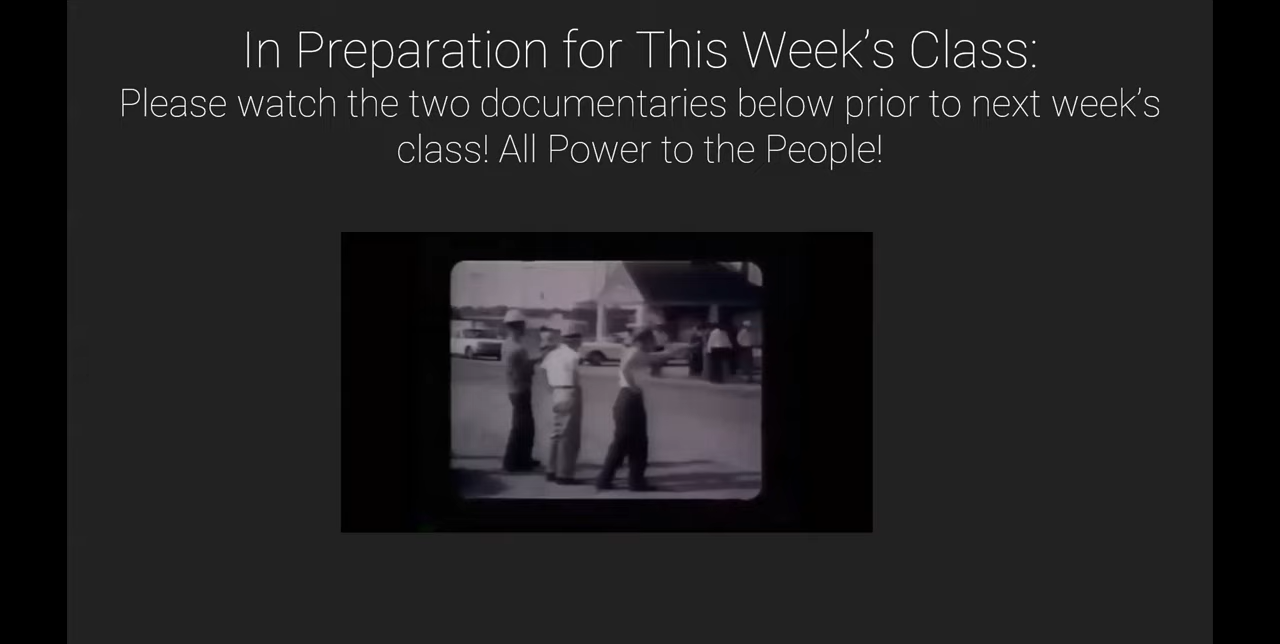 In Preparation for This Week’s Class:
Please watch the two documentaries below prior to next week’s
class! All Power to the People!